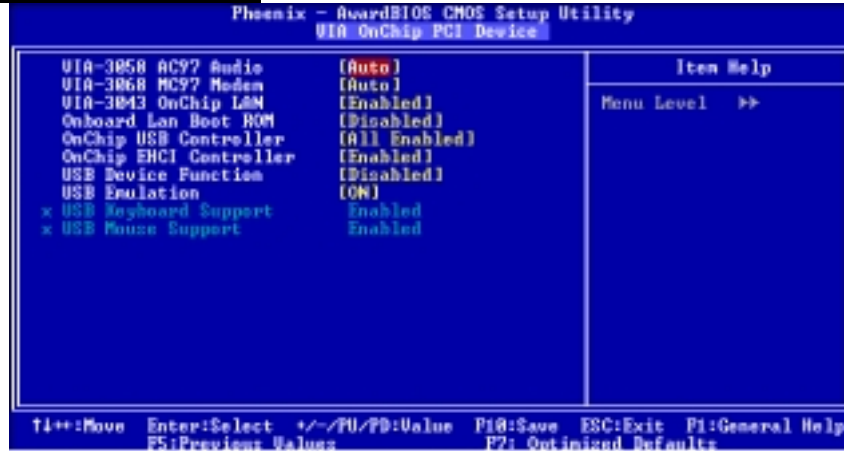 Phoenix - AwardBIOS CMOS Setup Utility
VIA OnChip PCI Device
VIA-3058 AC97 Audio [Auto]
VIA-3068 MC97 Modem [Auto]
VIA-3043 OnChip LAN [Enabled]
Onboard Lan Boot ROM [Disabled]
OnChip USB Controller [All Enabled]
OnChip EHCI Controller [Enabled]
USB Device Function [Disabled]
USB Emulation [ON]
x USB Keyboard Support Enabled
x USB Mouse Support Enabled
Item Help
Menu Level ▸▸
↑↓→←:Move Enter:Select +/-/PU/PD:Value F10:Save ESC:Exit F1:General Help
F5:Previous Values F7: Optimized Defaults